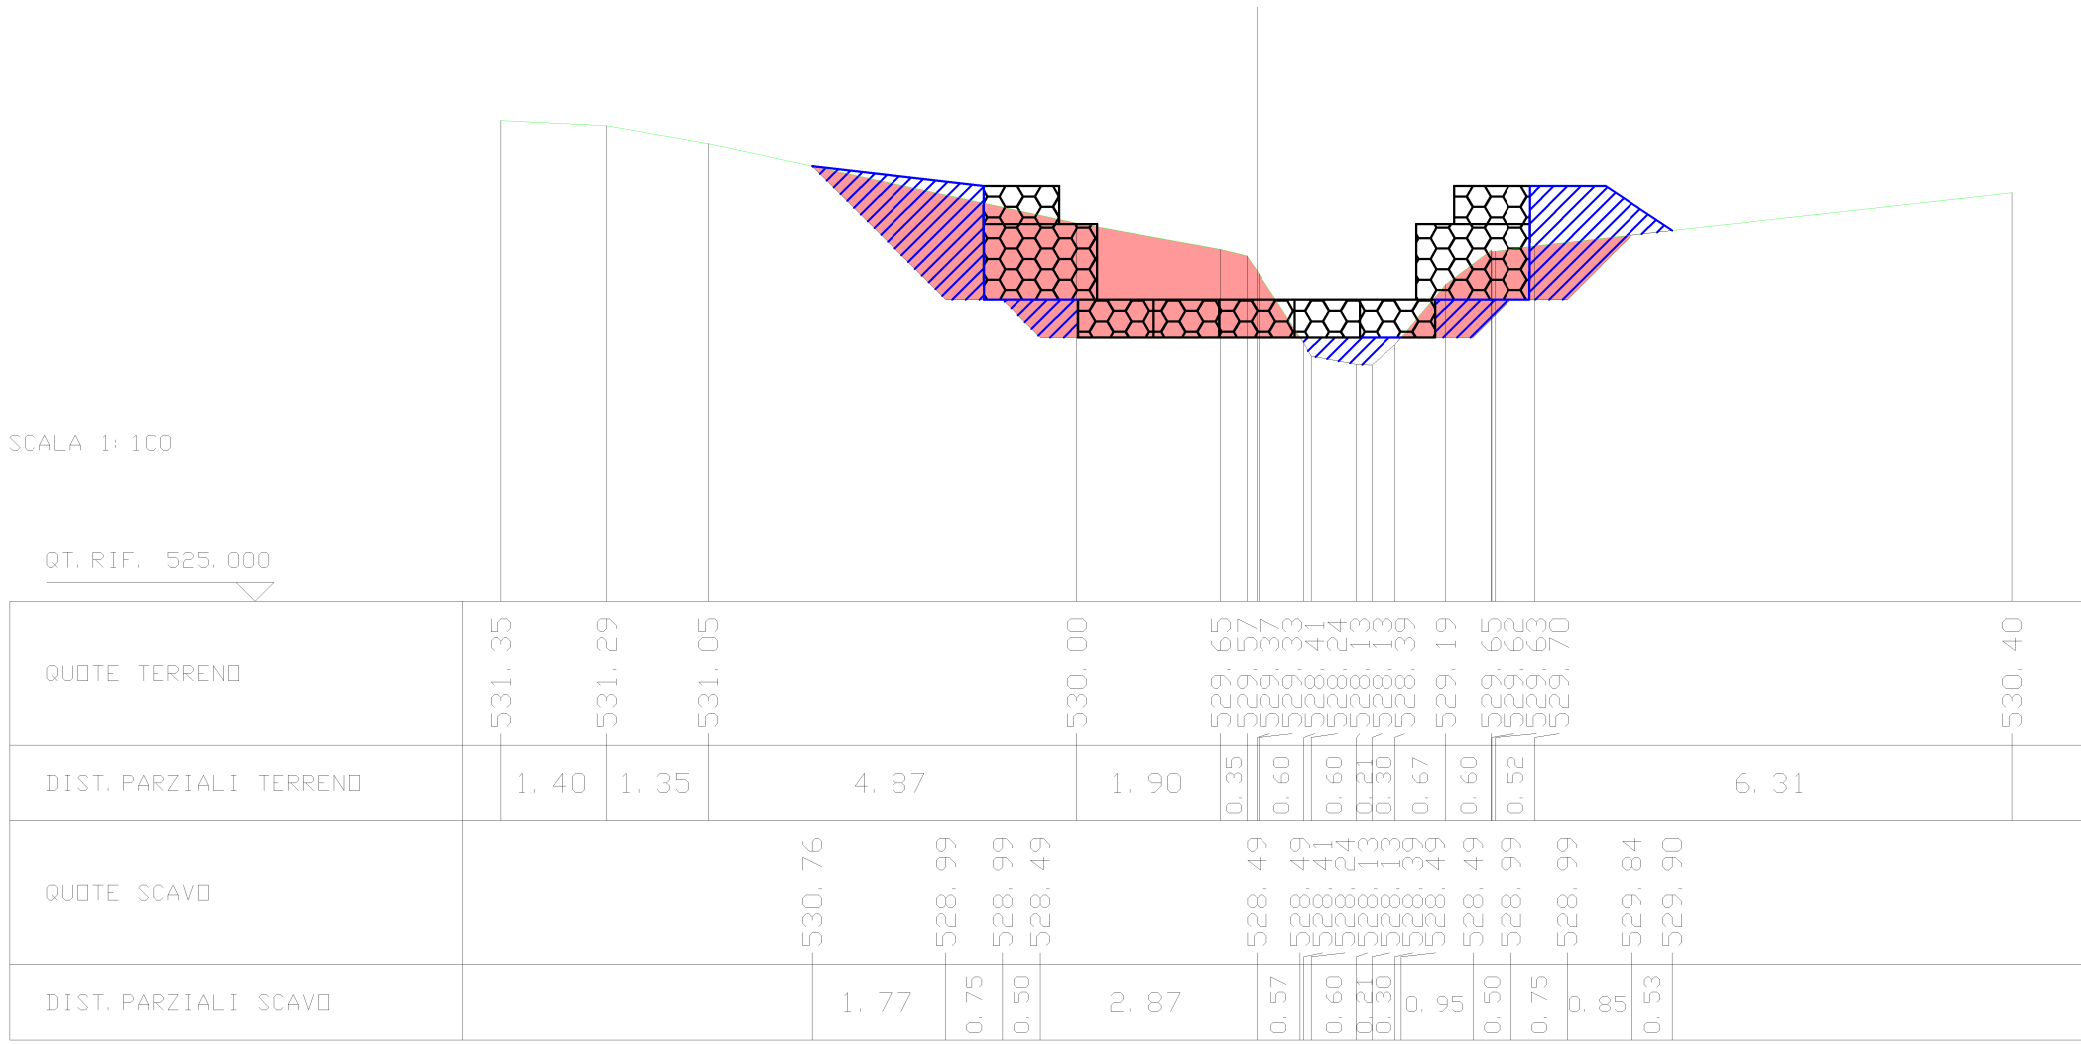 SCALA 1:100
QT.RIF. 525.000
QUOTE TERRENO
531.35 531.29 531.05 530.00 529.65 529.57 529.37 529.33 528.41 528.24 528.13 528.13 528.39 529.19 529.65 529.62 529.63 529.70 530.40
DIST.PARZIALI TERRENO
1.40 1.35 4.87 1.90 0.35 0.60 0.60 0.21 0.30 0.67 0.60 0.52 6.31
QUOTE SCAVO
530.76 528.99 528.99 528.49 528.49 528.49 528.41 528.24 528.13 528.13 528.39 528.49 528.49 528.99 528.99 529.84 529.90
DIST.PARZIALI SCAVO
1.77 0.75 0.50 2.87 0.57 0.60 0.21 0.30 0.95 0.50 0.75 0.85 0.53